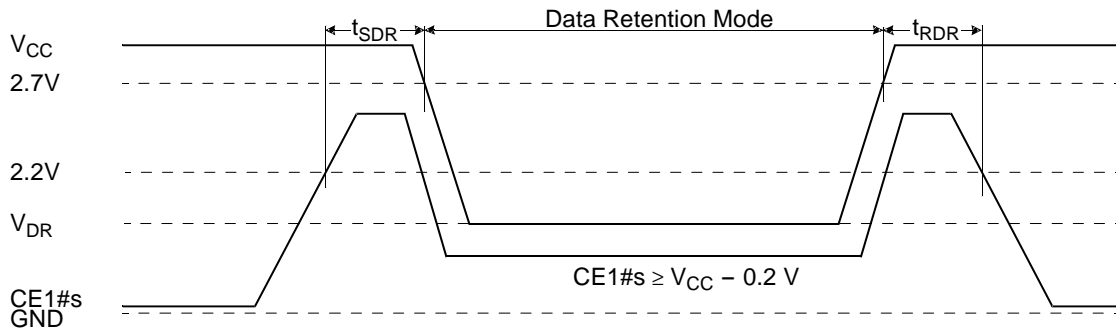 Data Retention Mode
tSDR
tRDR
VCC
2.7V
2.2V
VDR
CE1#s ≥ VCC − 0.2 V
CE1#s
GND